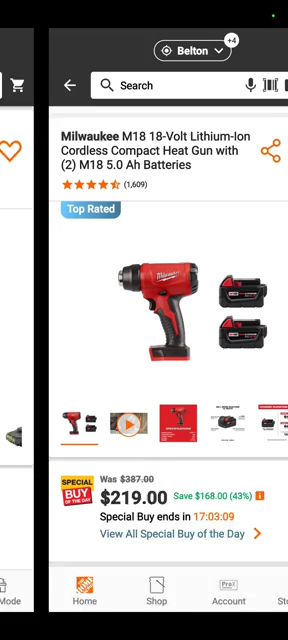 +4
Belton
Search
Milwaukee M18 18-Volt Lithium-Ion
Cordless Compact Heat Gun with
(2) M18 5.0 Ah Batteries
(1,609)
Top Rated
Milwaukee
SPECIAL
BUY
OF THE DAY
Was $387.00
$219.00 Save $168.00 (43%)
Special Buy ends in 17:03:09
View All Special Buy of the Day
Mode
Home
Shop
Pro
Account
Sto